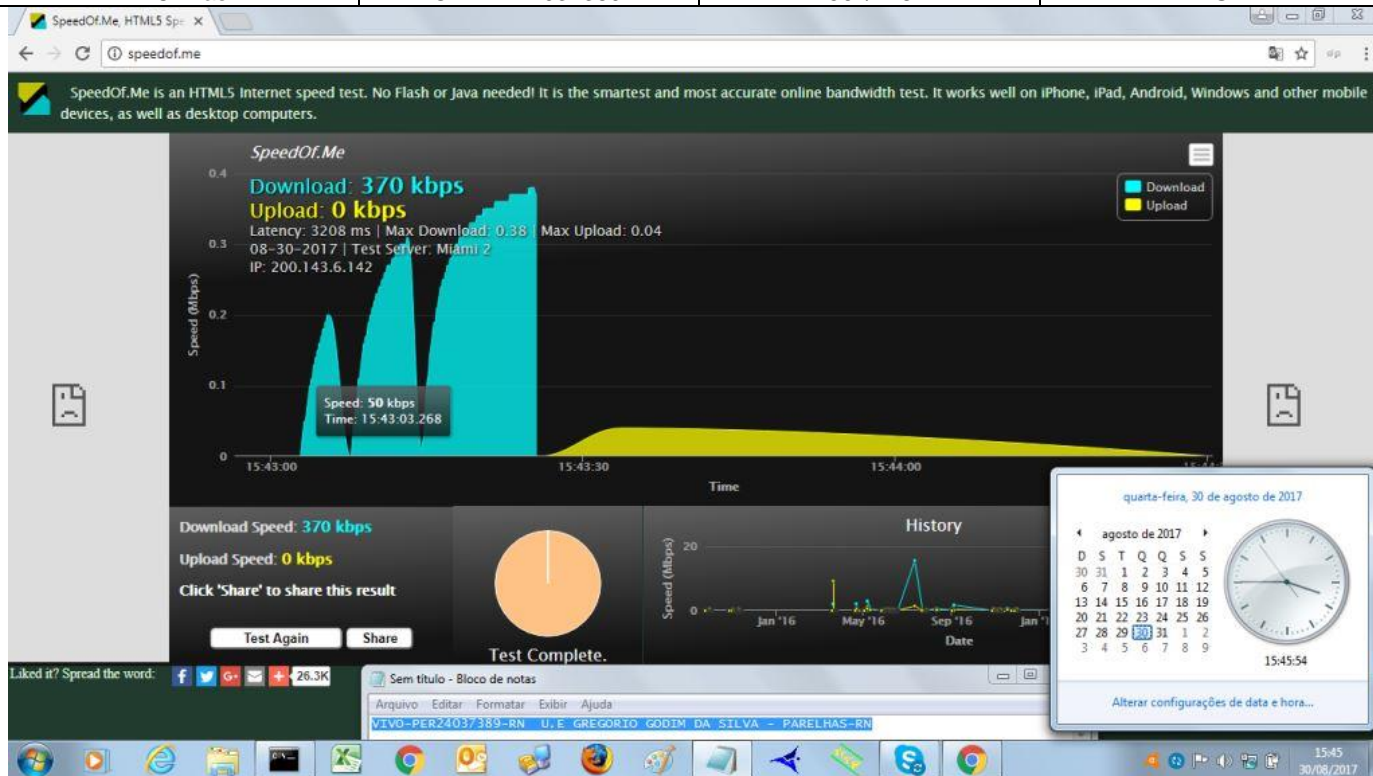 SpeedOf.Me, HTML5 Spe
speedof.me
SpeedOf.Me is an HTML5 Internet speed test. No Flash or Java needed! It is the smartest and most accurate online bandwidth test. It works well on iPhone, iPad, Android, Windows and other mobile
devices, as well as desktop computers.
SpeedOf.Me
Download: 370 kbps
Upload: 0 kbps
Latency: 3208 ms | Max Download: 0.38 | Max Upload: 0.04
08-30-2017 | Test Server: Miami 2
IP: 200.143.6.142
Download
Upload
0.4
0.3
0.2
0.1
0
Speed (Mbps)
Speed: 50 kbps
Time: 15:43:03.268
15:43:00 15:43:30 15:44:00
Time
Download Speed: 370 kbps
Upload Speed: 0 kbps
Click 'Share' to share this result
Test Again Share
Test Complete.
History
Speed (Mbps)
20
0
Jan '16 May '16 Sep '16
Date
quarta-feira, 30 de agosto de 2017
agosto de 2017
D S T Q Q S S
30 31 1 2 3 4 5
6 7 8 9 10 11 12
13 14 15 16 17 18 19
20 21 22 23 24 25 26
27 28 29 30 31 1 2
3 4 5 6 7 8 9
15:45:54
Alterar configurações de data e hora...
Liked it? Spread the word:
26.3K
Sem título - Bloco de notas
Arquivo Editar Formatar Exibir Ajuda
VIVO-PER24037389-RN U.E GREGORIO GODIM DA SILVA - PARELHAS-RN
15:45
30/08/2017